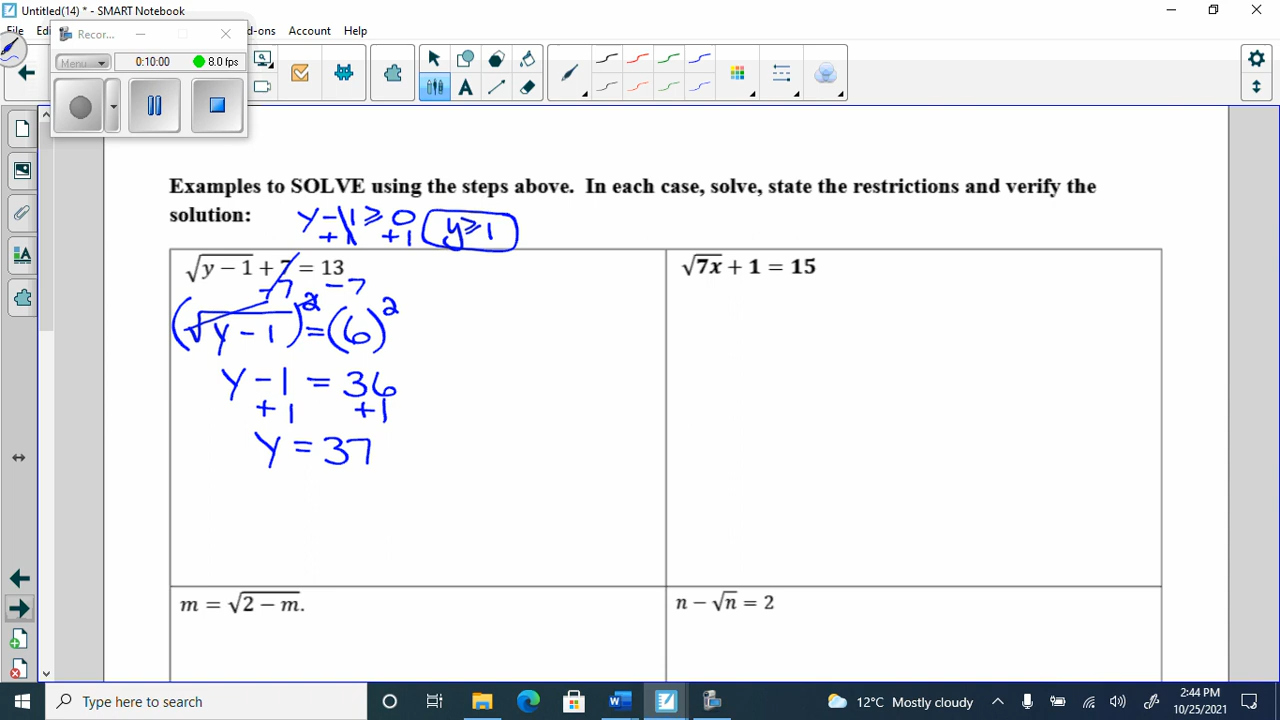 Untitled(14) * - SMART Notebook
Recor...
File Edi d-ons Account Help
Menu 0:10:00 8.0 fps
Examples to SOLVE using the steps above. In each case, solve, state the restrictions and verify the
solution: y-1 ≥ 0 y≥1
+1 +1
√(y − 1) + 7 = 13 √7x + 1 = 15
-7 -7
(√(y-1))² = (6)²
y-1 = 36
+1 +1
y = 37
m = √(2 − m). n − √n = 2
Type here to search
12°C Mostly cloudy
2:44 PM
10/25/2021